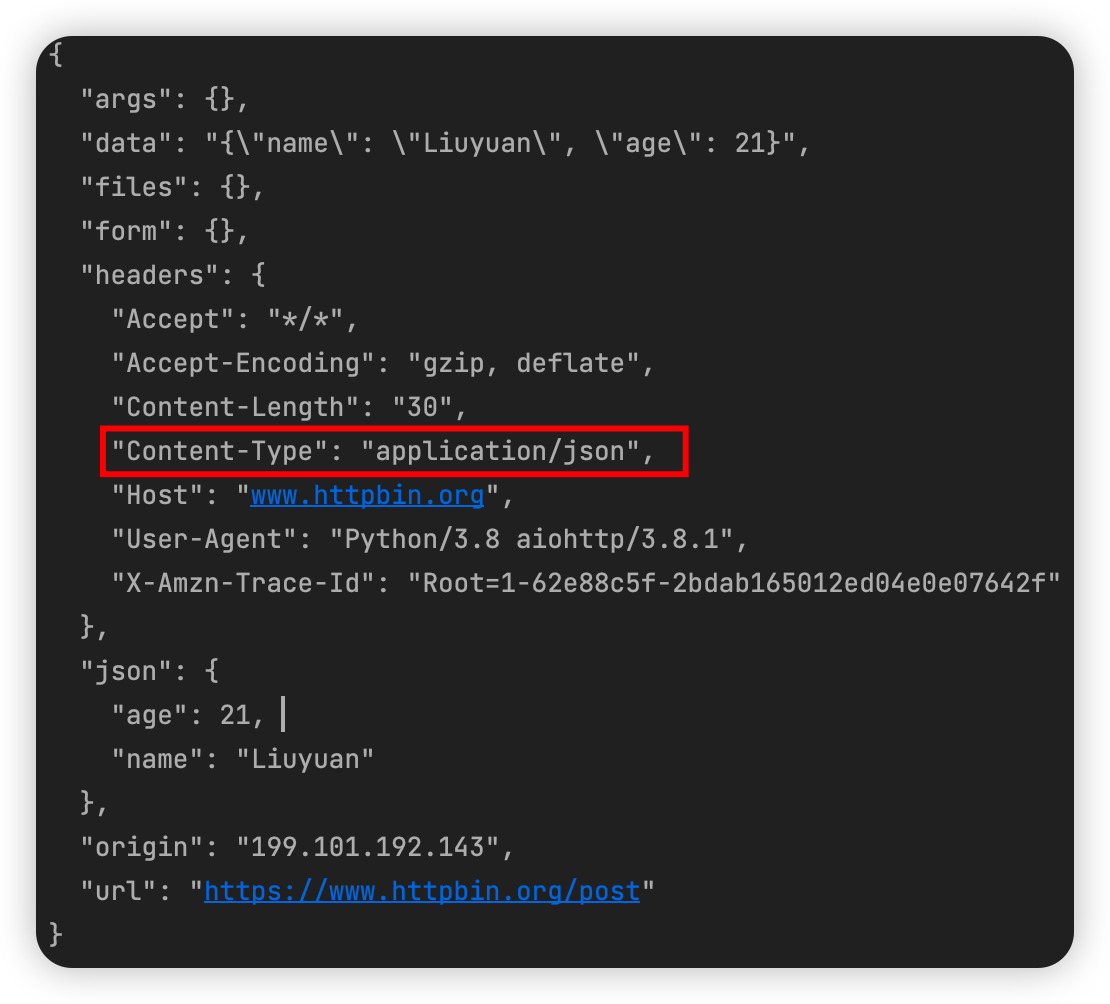 {
  "args": {},
  "data": "{\"name\": \"Liuyuan\", \"age\": 21}",
  "files": {},
  "form": {},
  "headers": {
    "Accept": "*/*",
    "Accept-Encoding": "gzip, deflate",
    "Content-Length": "30",
    "Content-Type": "application/json",
    "Host": "www.httpbin.org",
    "User-Agent": "Python/3.8 aiohttp/3.8.1",
    "X-Amzn-Trace-Id": "Root=1-62e88c5f-2bdab165012ed04e0e07642f"
  },
  "json": {
    "age": 21,
    "name": "Liuyuan"
  },
  "origin": "199.101.192.143",
  "url": "https://www.httpbin.org/post"
}